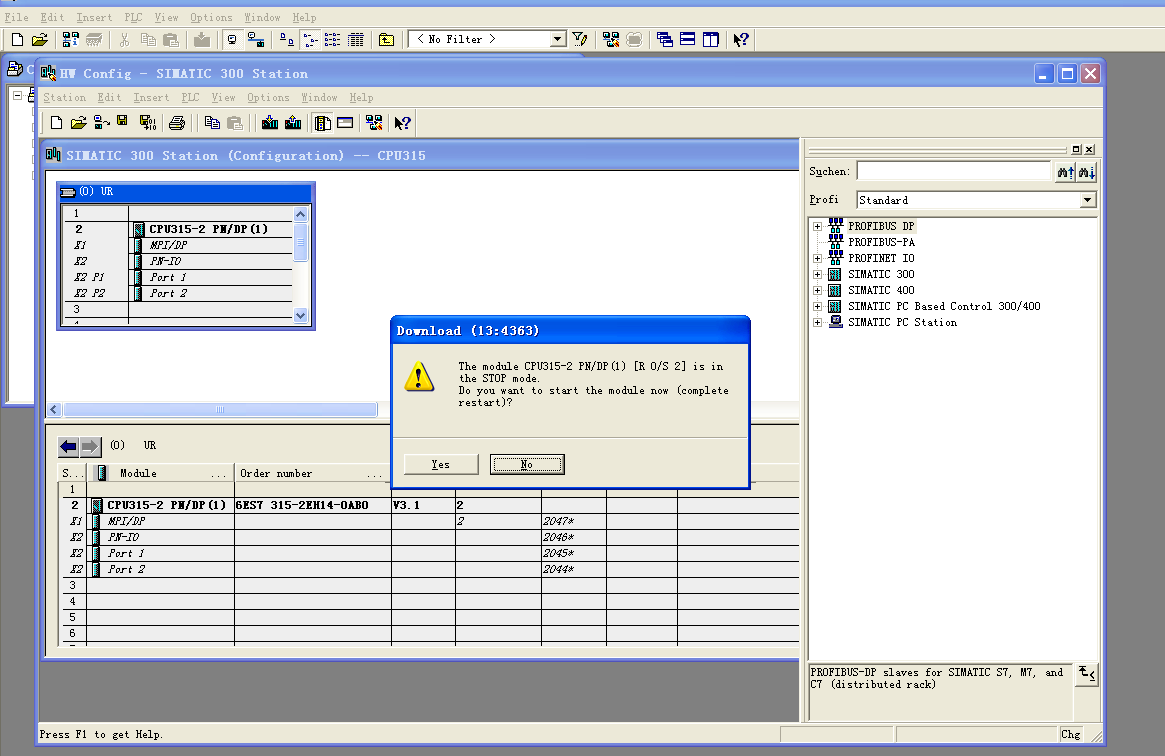 File Edit Insert PLC View Options Window Help
< No Filter >
HW Config - SIMATIC 300 Station
Station Edit Insert PLC View Options Window Help
SIMATIC 300 Station (Configuration) -- CPU315
(0) UR
1
2 CPU315-2 PN/DP(1)
X1 MPI/DP
X2 PN-IO
X2 P1 Port 1
X2 P2 Port 2
3
Suchen:
Profi Standard
PROFIBUS DP
PROFIBUS-PA
PROFINET IO
SIMATIC 300
SIMATIC 400
SIMATIC PC Based Control 300/400
SIMATIC PC Station
Download (13:4363)
The module CPU315-2 PN/DP(1) [R 0/S 2] is in
the STOP mode.
Do you want to start the module now (complete
restart)?
Yes No
(0) UR
S... Module ... Order number ...
1
2 CPU315-2 PN/DP(1) 6ES7 315-2EH14-0AB0 V3.1 2
X1 MPI/DP 2 2047*
X2 PN-IO 2046*
X2 Port 1 2045*
X2 Port 2 2044*
3
4
5
6
PROFIBUS-DP slaves for SIMATIC S7, M7, and
C7 (distributed rack)
Press F1 to get Help.
Chg